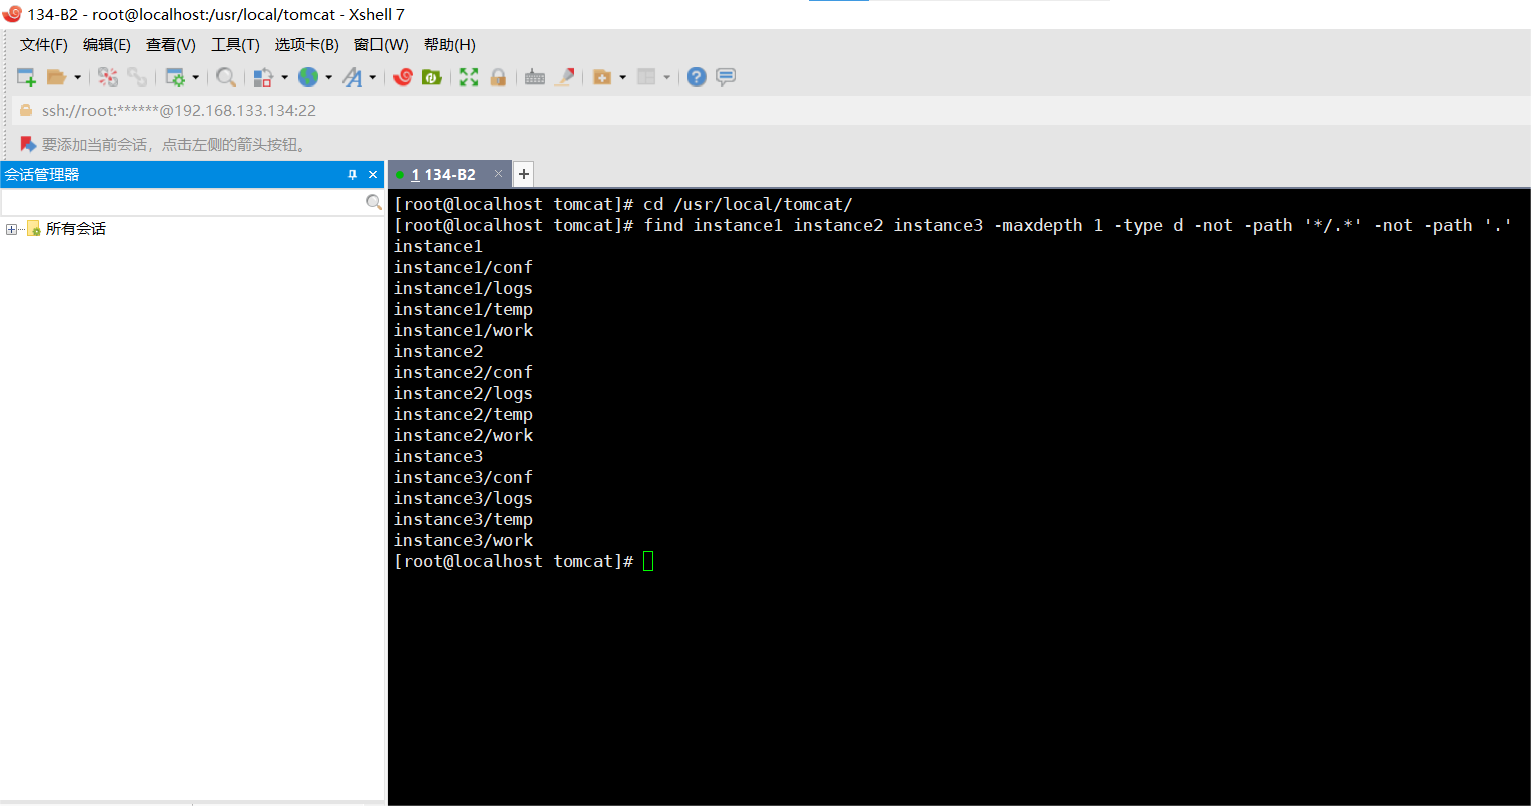 134-B2 - root@localhost:/usr/local/tomcat - Xshell 7
文件(F) 编辑(E) 查看(V) 工具(T) 选项卡(B) 窗口(W) 帮助(H)
ssh://root:******@192.168.133.134:22
要添加当前会话，点击左侧的箭头按钮。
会话管理器
1 134-B2
所有会话
[root@localhost tomcat]# cd /usr/local/tomcat/
[root@localhost tomcat]# find instance1 instance2 instance3 -maxdepth 1 -type d -not -path '*/.*' -not -path '.'
instance1
instance1/conf
instance1/logs
instance1/temp
instance1/work
instance2
instance2/conf
instance2/logs
instance2/temp
instance2/work
instance3
instance3/conf
instance3/logs
instance3/temp
instance3/work
[root@localhost tomcat]#